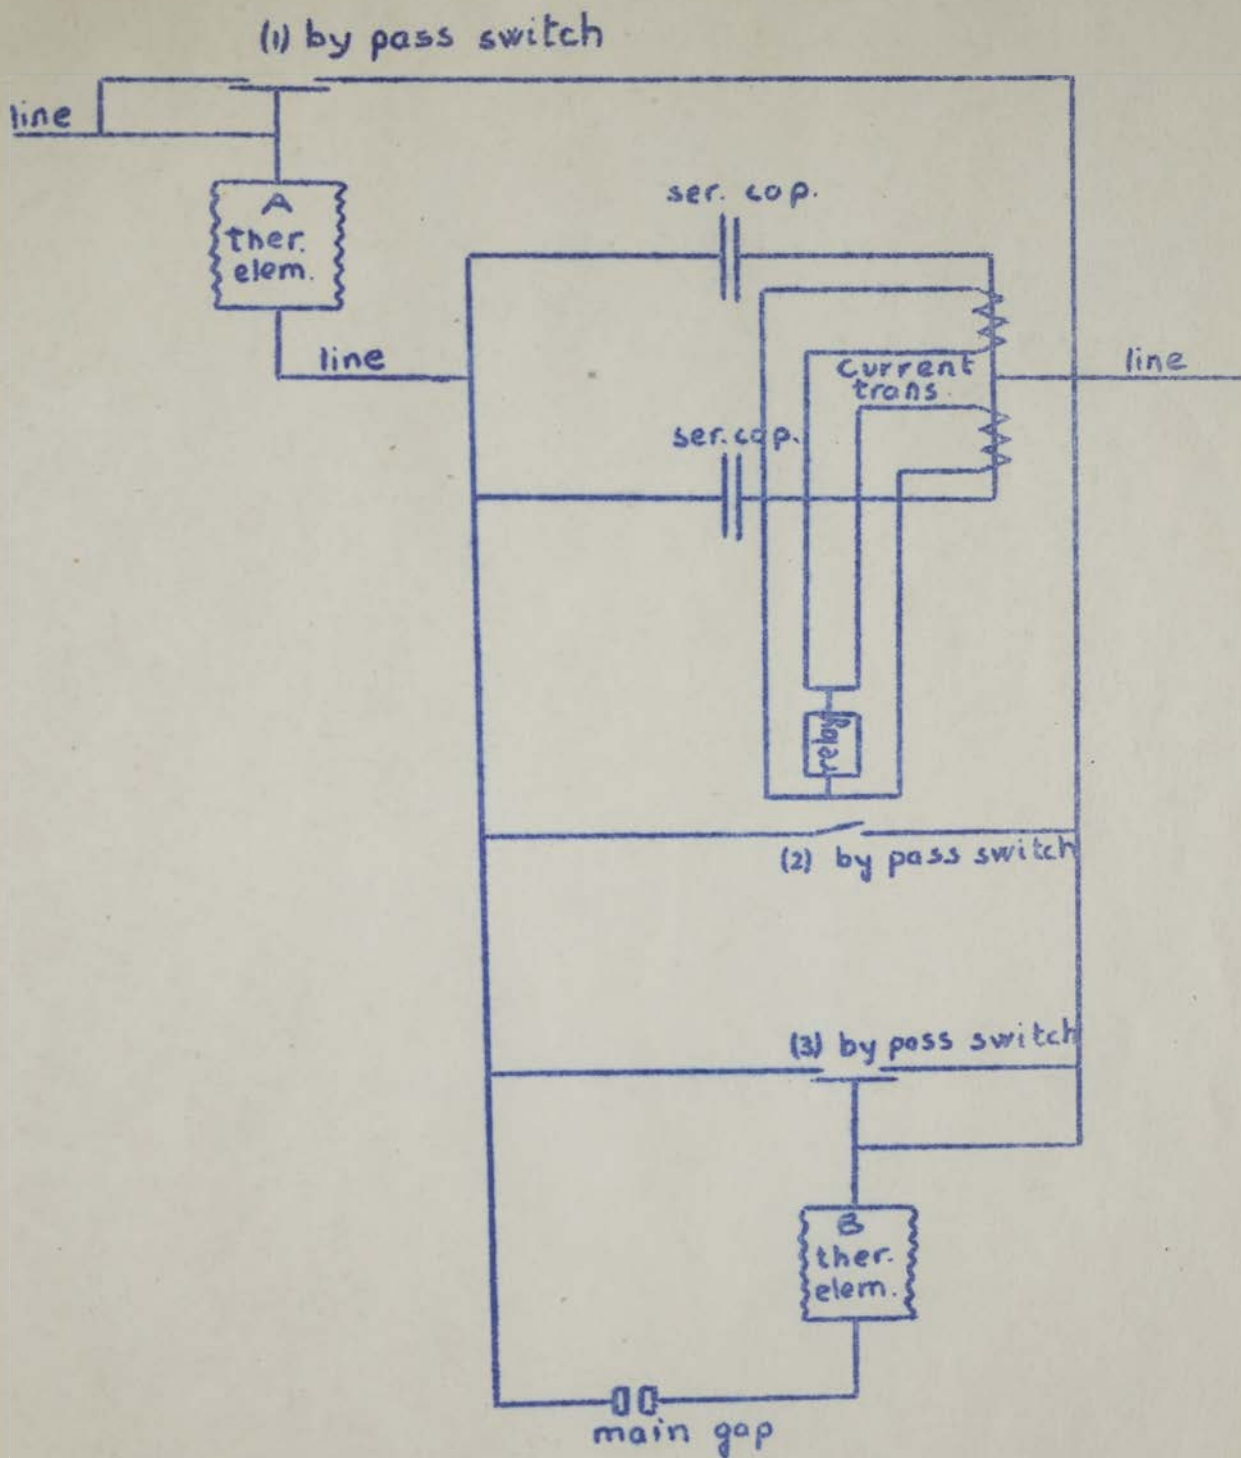 (1) by pass switch
line
A
ther.
elem.
ser. cap.
line
Current
trans.
line
ser. cap.
relay
(2) by pass switch
(3) by pass switch
B
ther.
elem.
main gap